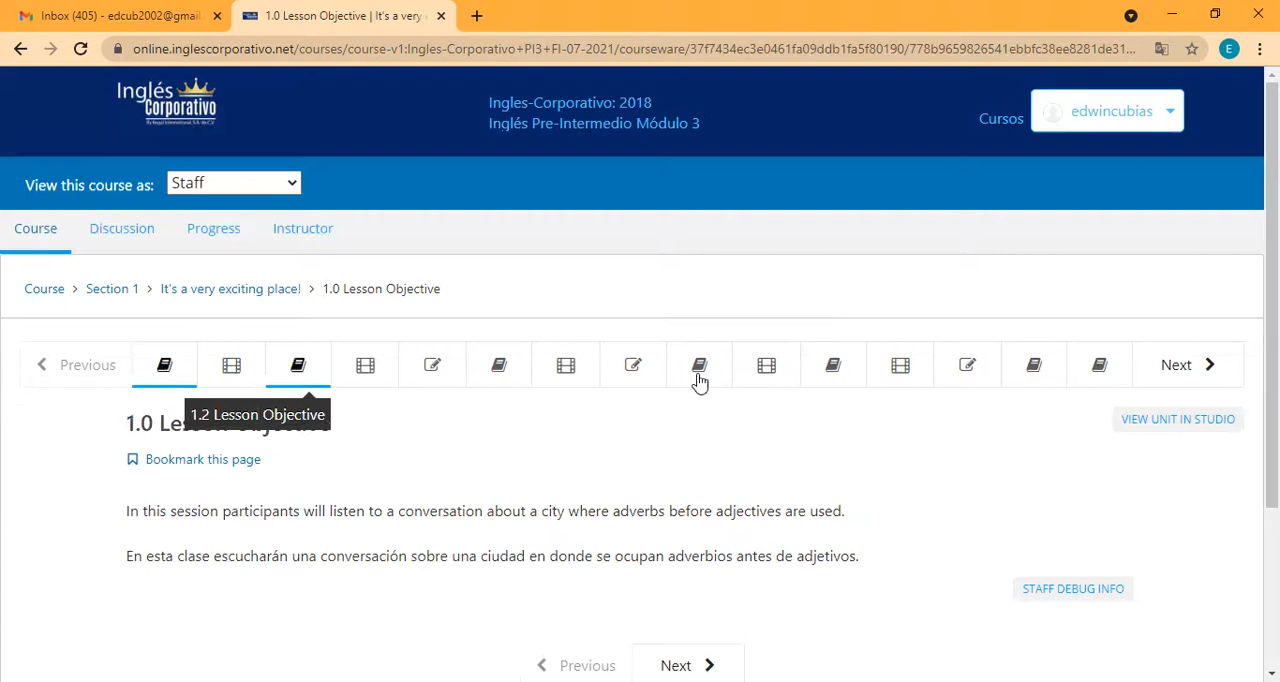 Inbox (405) - edcub2002@gmail
1.0 Lesson Objective | It's a very
online.inglescorporativo.net/courses/course-v1:Ingles-Corporativo+PI3+FI-07-2021/courseware/37f7434ec3e0461fa09ddb1fa5f80190/778b9659826541ebbfc38ee8281de31...
E
Inglés
Corporativo
Ingles-Corporativo: 2018
Inglés Pre-Intermedio Módulo 3
Cursos
edwincubias
View this course as:
Staff
Course
Discussion
Progress
Instructor
Course > Section 1 > It's a very exciting place! > 1.0 Lesson Objective
Previous
Next
1.2 Lesson Objective
1.0 Lesson Objective
VIEW UNIT IN STUDIO
Bookmark this page
In this session participants will listen to a conversation about a city where adverbs before adjectives are used.
En esta clase escucharán una conversación sobre una ciudad en donde se ocupan adverbios antes de adjetivos.
STAFF DEBUG INFO
Previous
Next